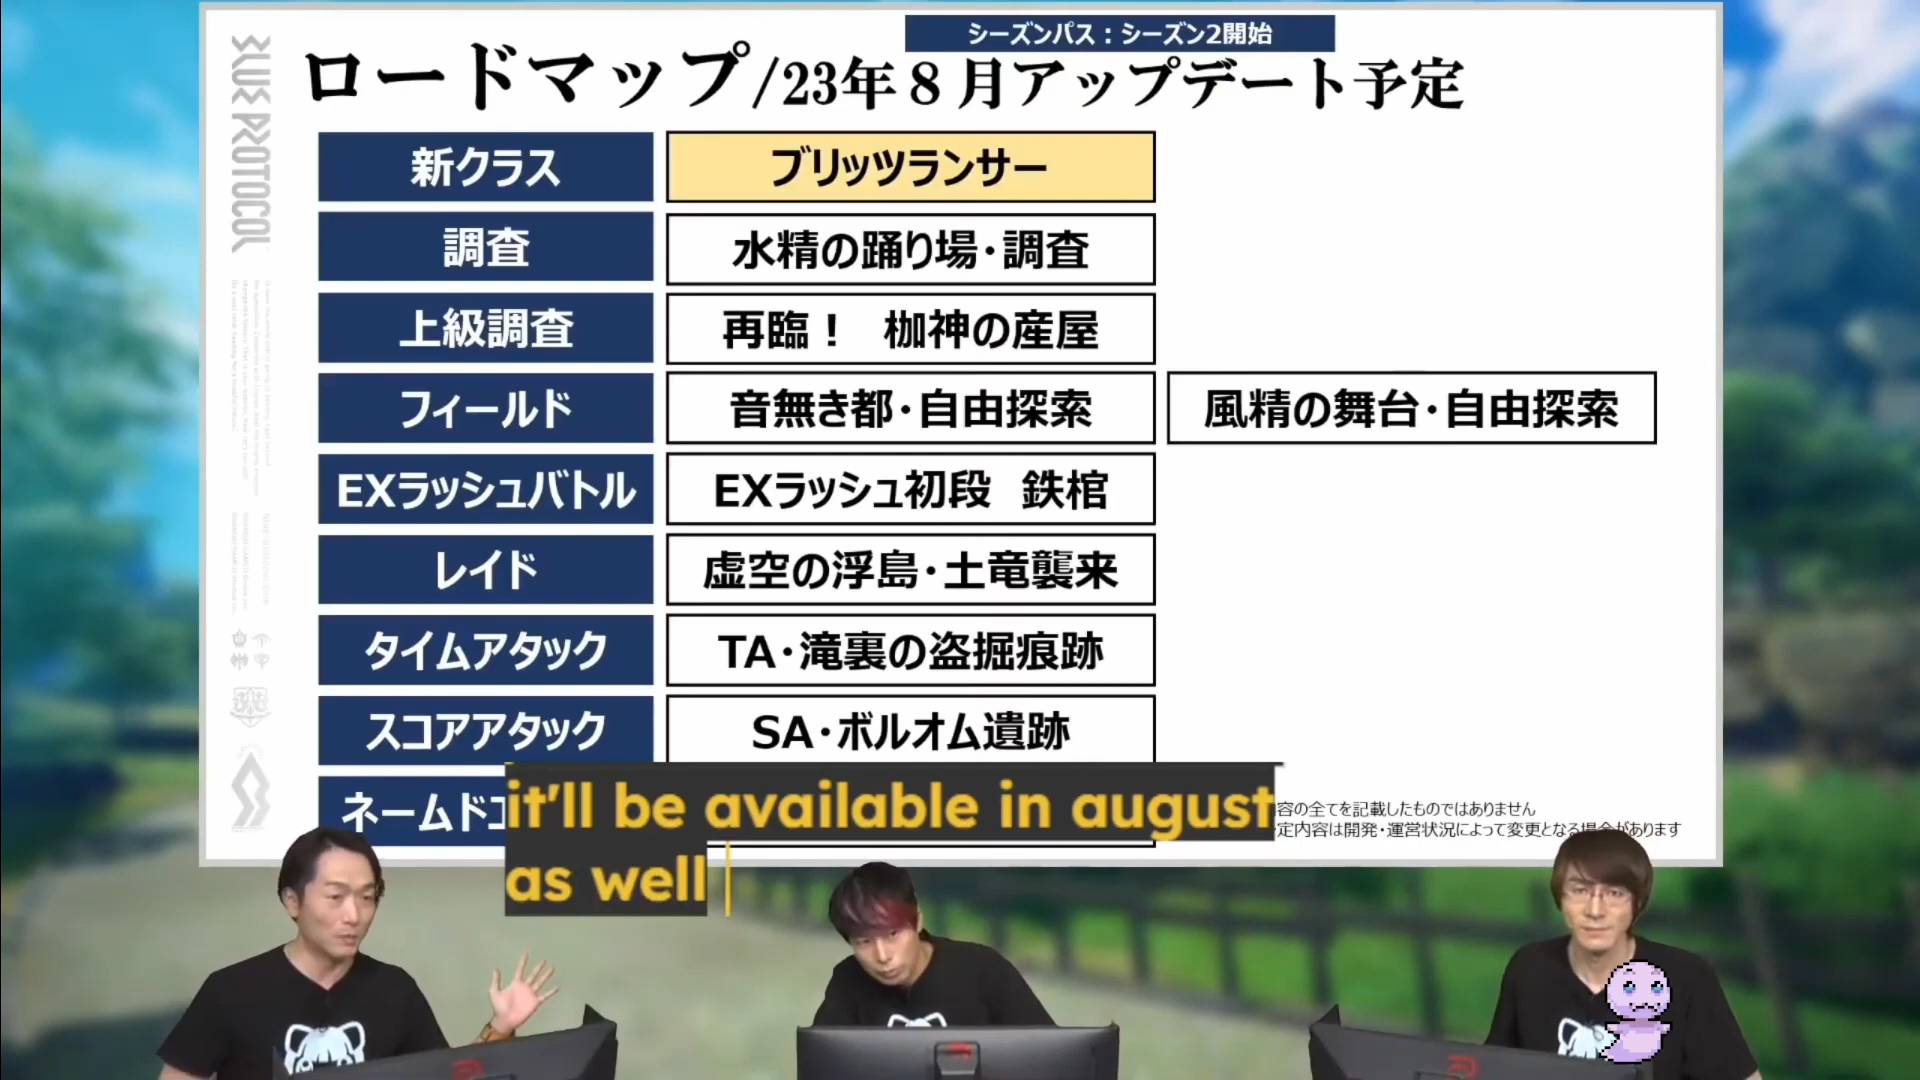 シーズンパス：シーズン2開始
ロードマップ/23年８月アップデート予定
BLUE PROTOCOL
新クラス
ブリッツランサー
調査
水精の踊り場・調査
上級調査
再臨！ 枷神の産屋
フィールド
音無き都・自由探索
風精の舞台・自由探索
EXラッシュバトル
EXラッシュ初段 鉄棺
レイド
虚空の浮島・土竜襲来
タイムアタック
TA・滝裏の盗掘痕跡
スコアアタック
SA・ボルオム遺跡
ネームドエ
容の全てを記載したものではありません
定内容は開発・運営状況によって変更となる場合があります
it'll be available in august
as well